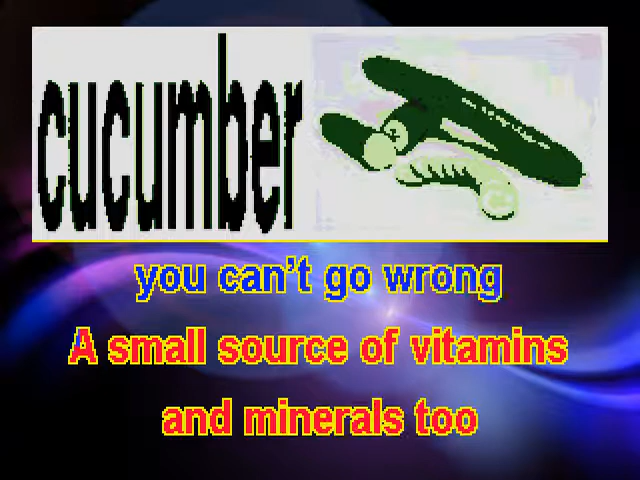 cucumber
you can't go wrong
A small source of vitamins
and minerals too